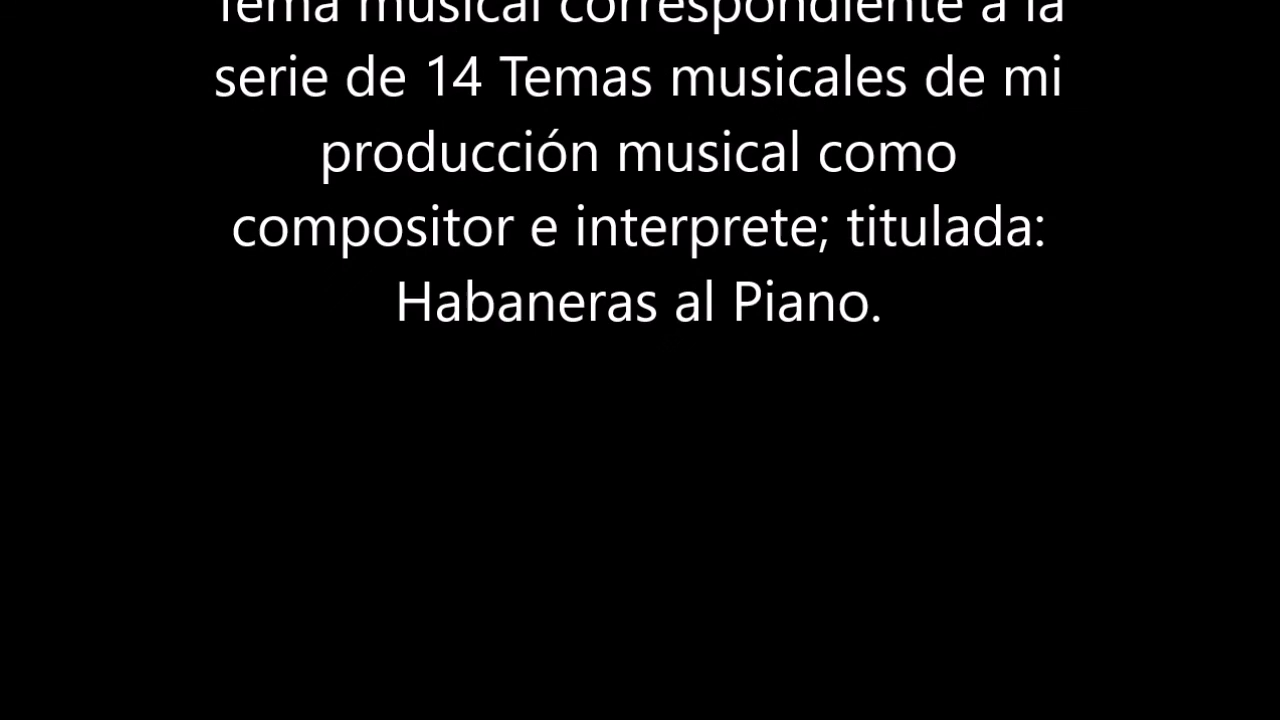 Tema musical correspondiente a la
serie de 14 Temas musicales de mi
producción musical como
compositor e interprete; titulada:
Habaneras al Piano.